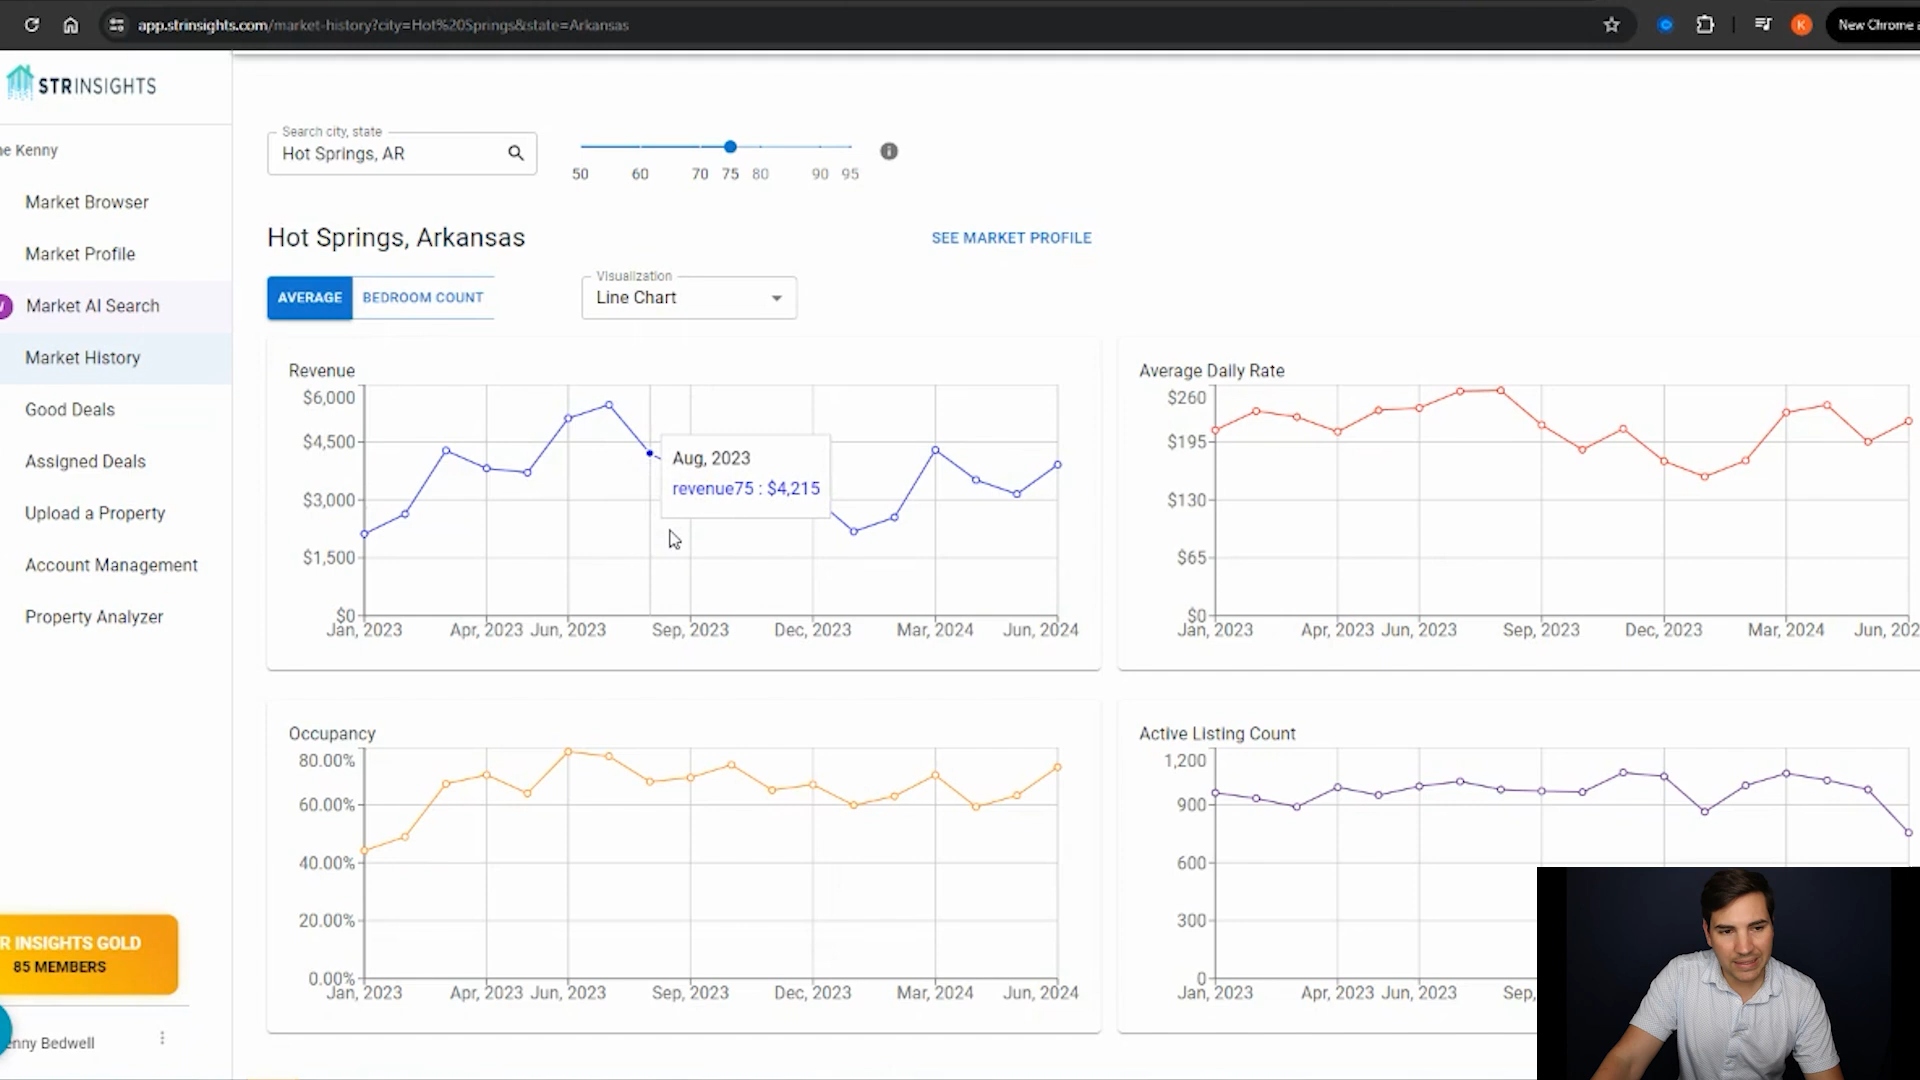 app.strinsights.com/market-history?city=Hot%20Springs&state=Arkansas
K
New Chrome a
STRINSIGHTS
ne Kenny
Market Browser
Market Profile
Market AI Search
Market History
Good Deals
Assigned Deals
Upload a Property
Account Management
Property Analyzer
R INSIGHTS GOLD
85 MEMBERS
enny Bedwell
Search city, state
Hot Springs, AR
50 60 70 75 80 90 95
Hot Springs, Arkansas
SEE MARKET PROFILE
AVERAGE
BEDROOM COUNT
Visualization
Line Chart
Revenue
$6,000
$4,500
$3,000
$1,500
$0
Jan, 2023 Apr, 2023 Jun, 2023 Sep, 2023 Dec, 2023 Mar, 2024 Jun, 2024
Aug, 2023
revenue75 : $4,215
Average Daily Rate
$260
$195
$130
$65
$0
Jan, 2023 Apr, 2023 Jun, 2023 Sep, 2023 Dec, 2023 Mar, 2024 Jun, 202
Occupancy
80.00%
60.00%
40.00%
20.00%
0.00%
Jan, 2023 Apr, 2023 Jun, 2023 Sep, 2023 Dec, 2023 Mar, 2024 Jun, 2024
Active Listing Count
1,200
900
600
300
0
Jan, 2023 Apr, 2023 Jun, 2023 Sep,